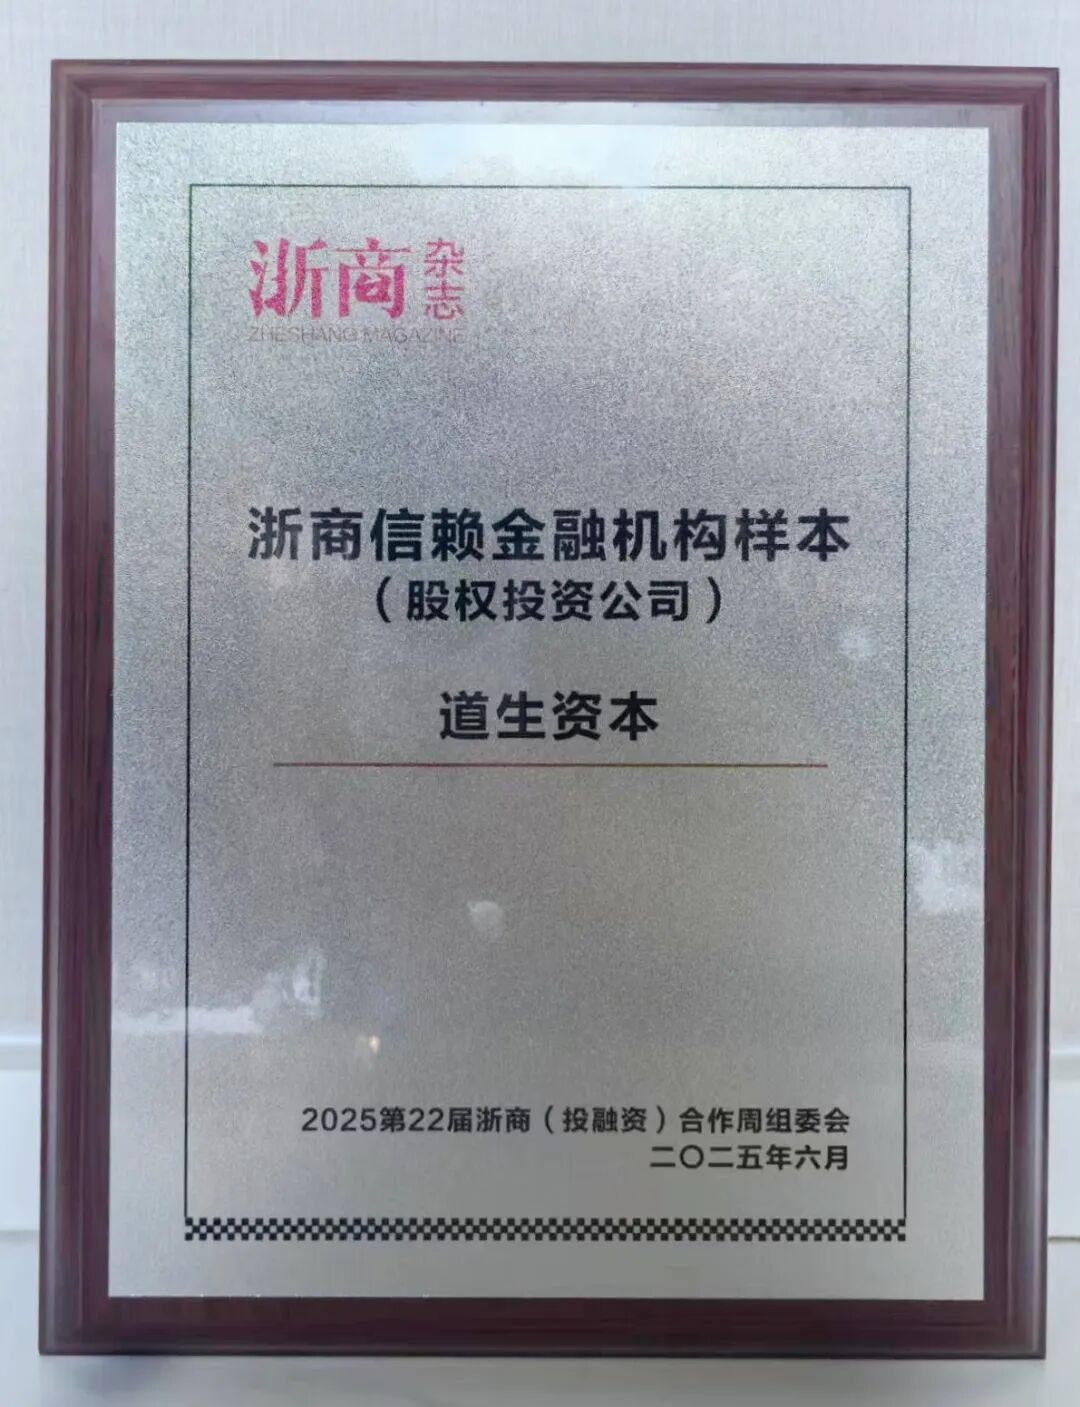 浙商杂志
ZHESHANG MAGAZINE
浙商信赖金融机构样本
（股权投资公司）
道生资本
2025第22届浙商（投融资）合作周组委会
二〇二五年六月